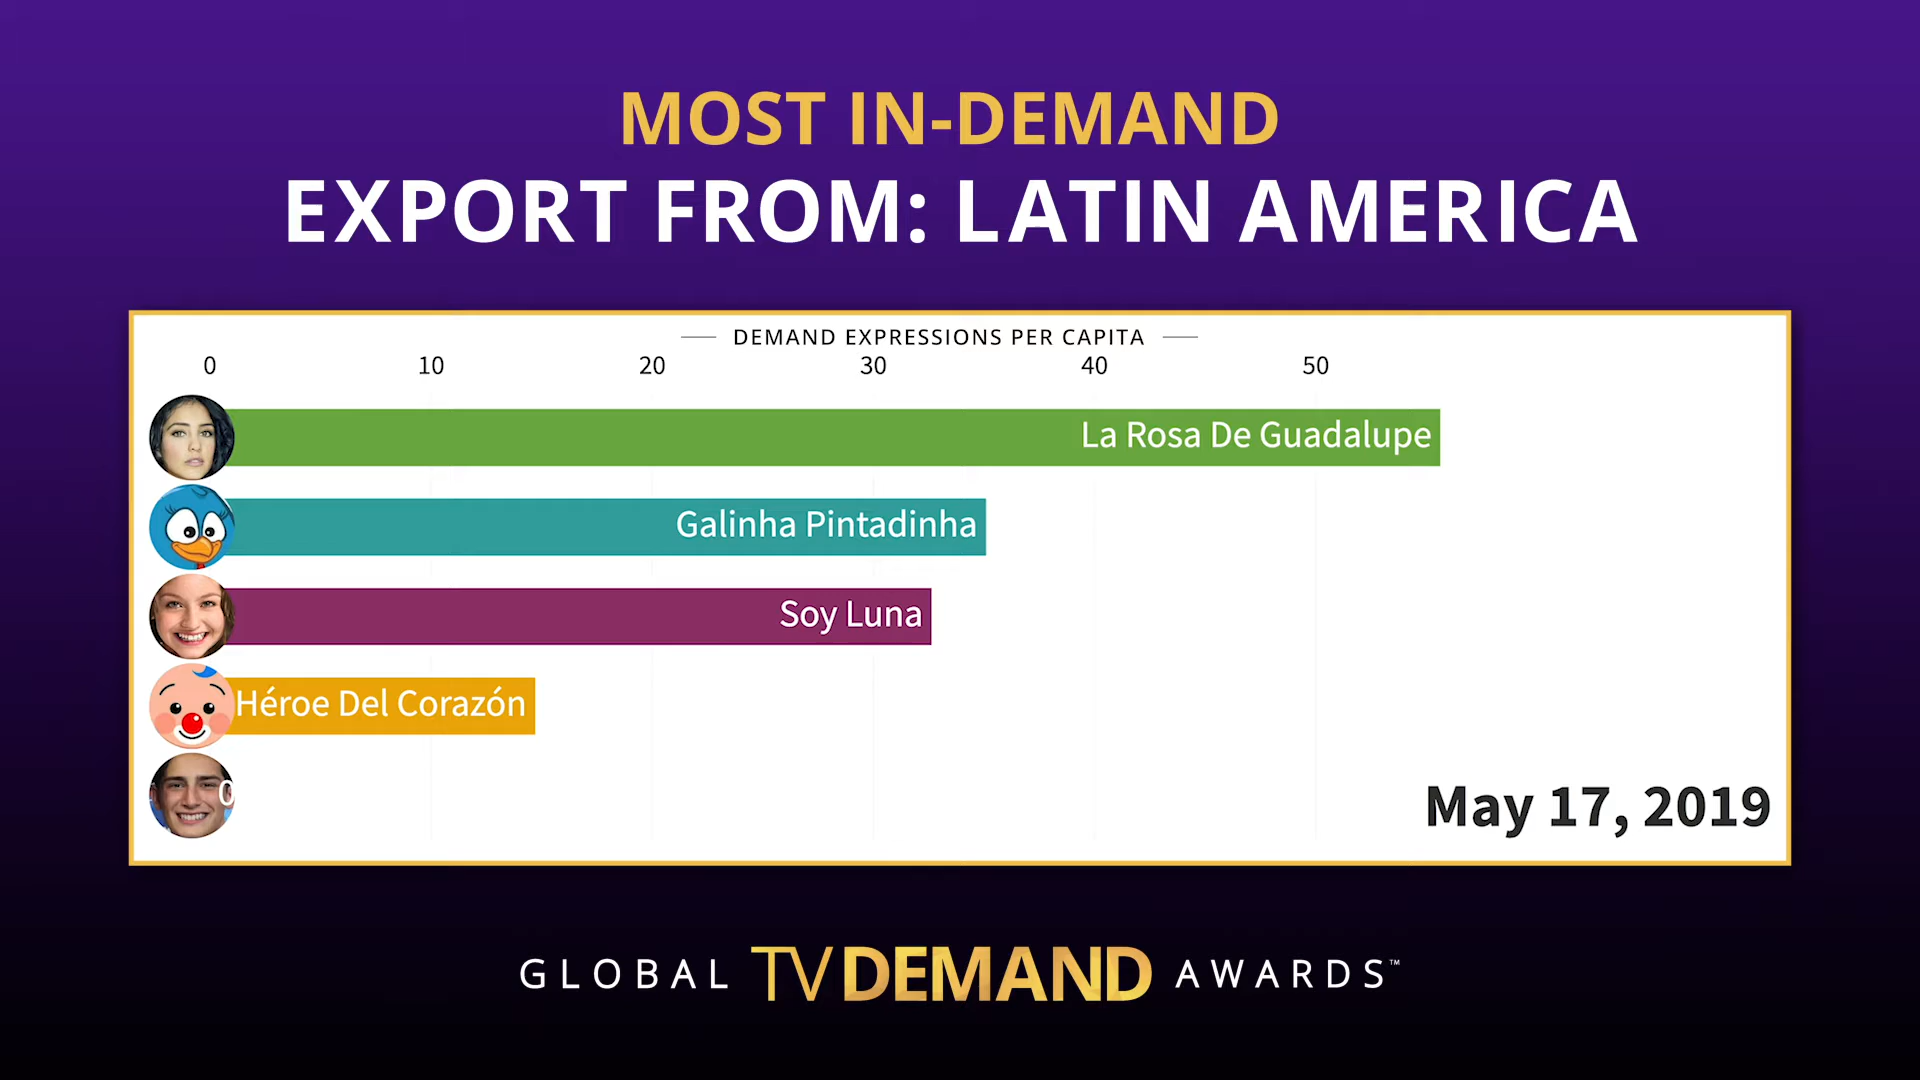 MOST IN-DEMAND
EXPORT FROM: LATIN AMERICA
DEMAND EXPRESSIONS PER CAPITA
0 10 20 30 40 50
La Rosa De Guadalupe
Galinha Pintadinha
Soy Luna
Héroe Del Corazón
May 17, 2019
GLOBAL TV DEMAND AWARDS™